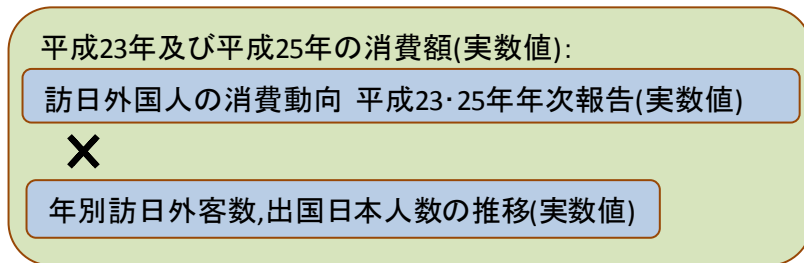 平成23年及び平成25年の消費額(実数値):
訪日外国人の消費動向 平成23･25年年次報告(実数値)
×
年別訪日外客数,出国日本人数の推移(実数値)